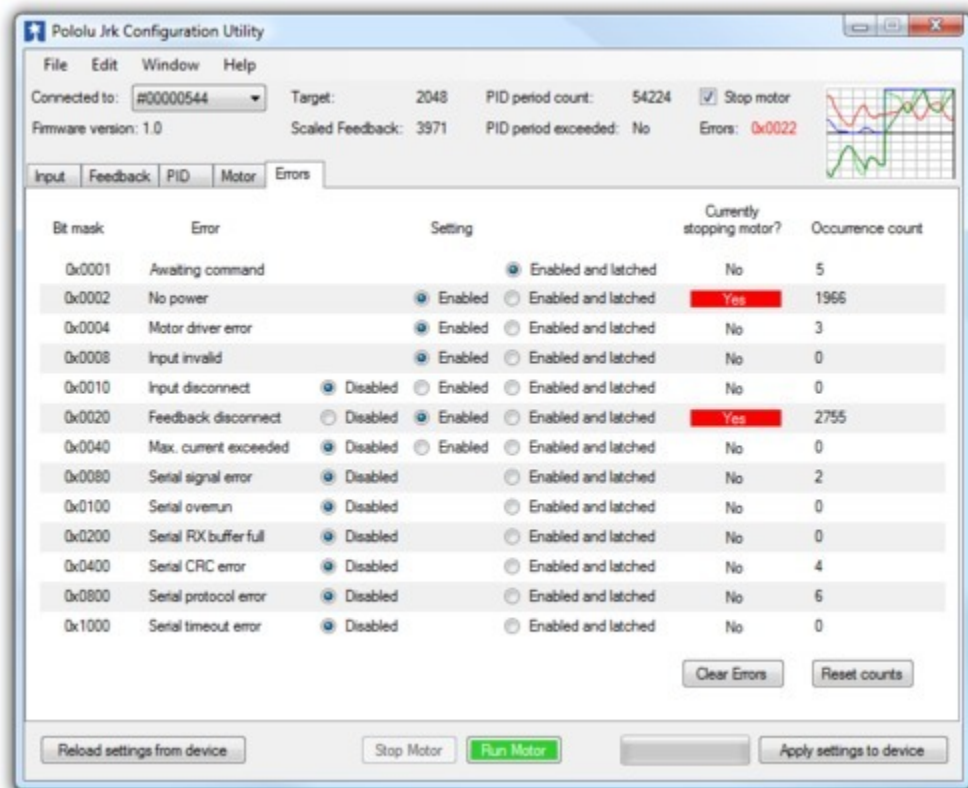 Pololu Jrk Configuration Utility
File Edit Window Help
Connected to: #00000544 Target: 2048 PID period count: 54224 Stop motor
Firmware version: 1.0 Scaled Feedback: 3971 PID period exceeded: No Errors: 0x0022
Input Feedback PID Motor Errors
Bit mask Error Setting Currently stopping motor? Occurrence count
0x0001 Awaiting command Enabled and latched No 5
0x0002 No power Enabled Enabled and latched Yes 1966
0x0004 Motor driver error Enabled Enabled and latched No 3
0x0008 Input invalid Enabled Enabled and latched No 0
0x0010 Input disconnect Disabled Enabled Enabled and latched No 0
0x0020 Feedback disconnect Disabled Enabled Enabled and latched Yes 2755
0x0040 Max. current exceeded Disabled Enabled Enabled and latched No 0
0x0080 Serial signal error Disabled Enabled and latched No 2
0x0100 Serial overrun Disabled Enabled and latched No 0
0x0200 Serial RX buffer full Disabled Enabled and latched No 0
0x0400 Serial CRC error Disabled Enabled and latched No 4
0x0800 Serial protocol error Disabled Enabled and latched No 6
0x1000 Serial timeout error Disabled Enabled and latched No 0
Clear Errors Reset counts
Reload settings from device Stop Motor Run Motor Apply settings to device